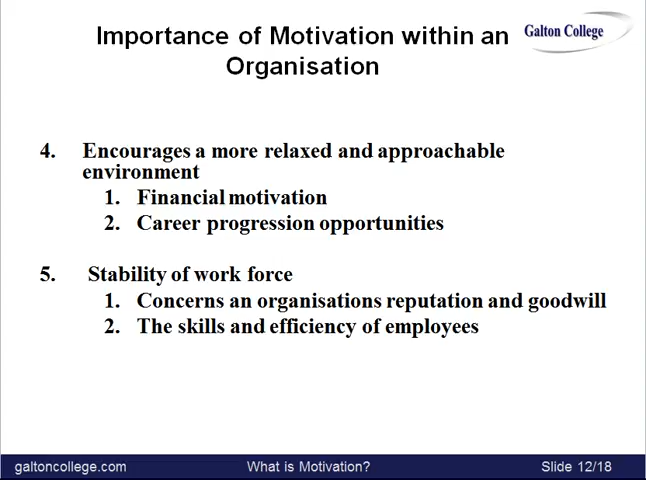 Importance of Motivation within an
Organisation
Galton College
4. Encourages a more relaxed and approachable
environment
1. Financial motivation
2. Career progression opportunities
5. Stability of work force
1. Concerns an organisations reputation and goodwill
2. The skills and efficiency of employees
galtoncollege.com What is Motivation? Slide 12/18